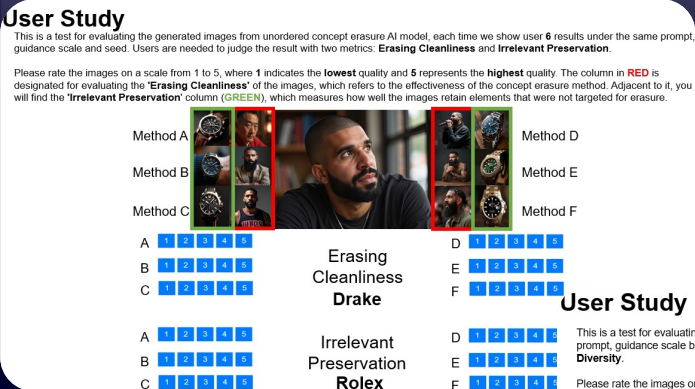 User Study
This is a test for evaluating the generated images from unordered concept erasure AI model, each time we show user 6 results under the same prompt,
guidance scale and seed. Users are needed to judge the result with two metrics: Erasing Cleanliness and Irrelevant Preservation.
Please rate the images on a scale from 1 to 5, where 1 indicates the lowest quality and 5 represents the highest quality. The column in RED is
designated for evaluating the 'Erasing Cleanliness' of the images, which refers to the effectiveness of the concept erasure method. Adjacent to it, you
will find the 'Irrelevant Preservation' column (GREEN), which measures how well the images retain elements that were not targeted for erasure.
Method A
Method B
Method C
Method D
Method E
Method F
A 1 2 3 4 5
B 1 2 3 4 5
C 1 2 3 4 5
Erasing
Cleanliness
Drake
D 1 2 3 4 5
E 1 2 3 4 5
F 1 2 3 4 5
A 1 2 3 4 5
B 1 2 3 4 5
C 1 2 3 4 5
Irrelevant
Preservation
Rolex
D 1 2 3 4 5
E 1 2 3 4 5
F 1 2 3 4 5
User Study
This is a test for evaluatin
prompt, guidance scale b
Diversity.
Please rate the images o